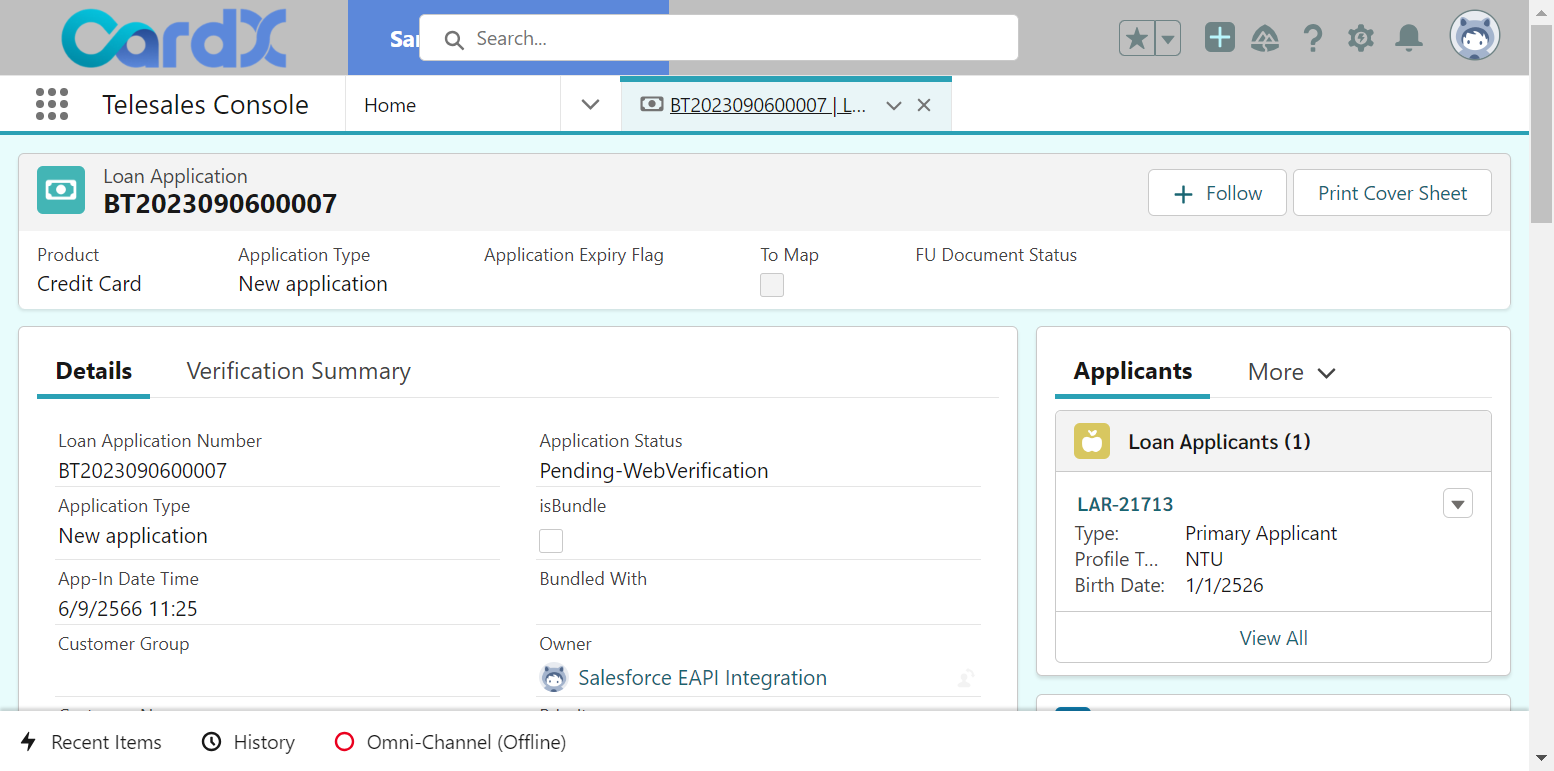 CardX
Search...
Telesales Console
Home
BT2023090600007 | L...
Loan Application
BT2023090600007
Follow
Print Cover Sheet
Product
Application Type
Application Expiry Flag
To Map
FU Document Status
Credit Card
New application
Details
Verification Summary
Loan Application Number
BT2023090600007
Application Status
Pending-WebVerification
Application Type
New application
isBundle
App-In Date Time
6/9/2566 11:25
Bundled With
Customer Group
Owner
Salesforce EAPI Integration
Applicants
More
Loan Applicants (1)
LAR-21713
Type: Primary Applicant
Profile T... NTU
Birth Date: 1/1/2526
View All
Recent Items
History
Omni-Channel (Offline)